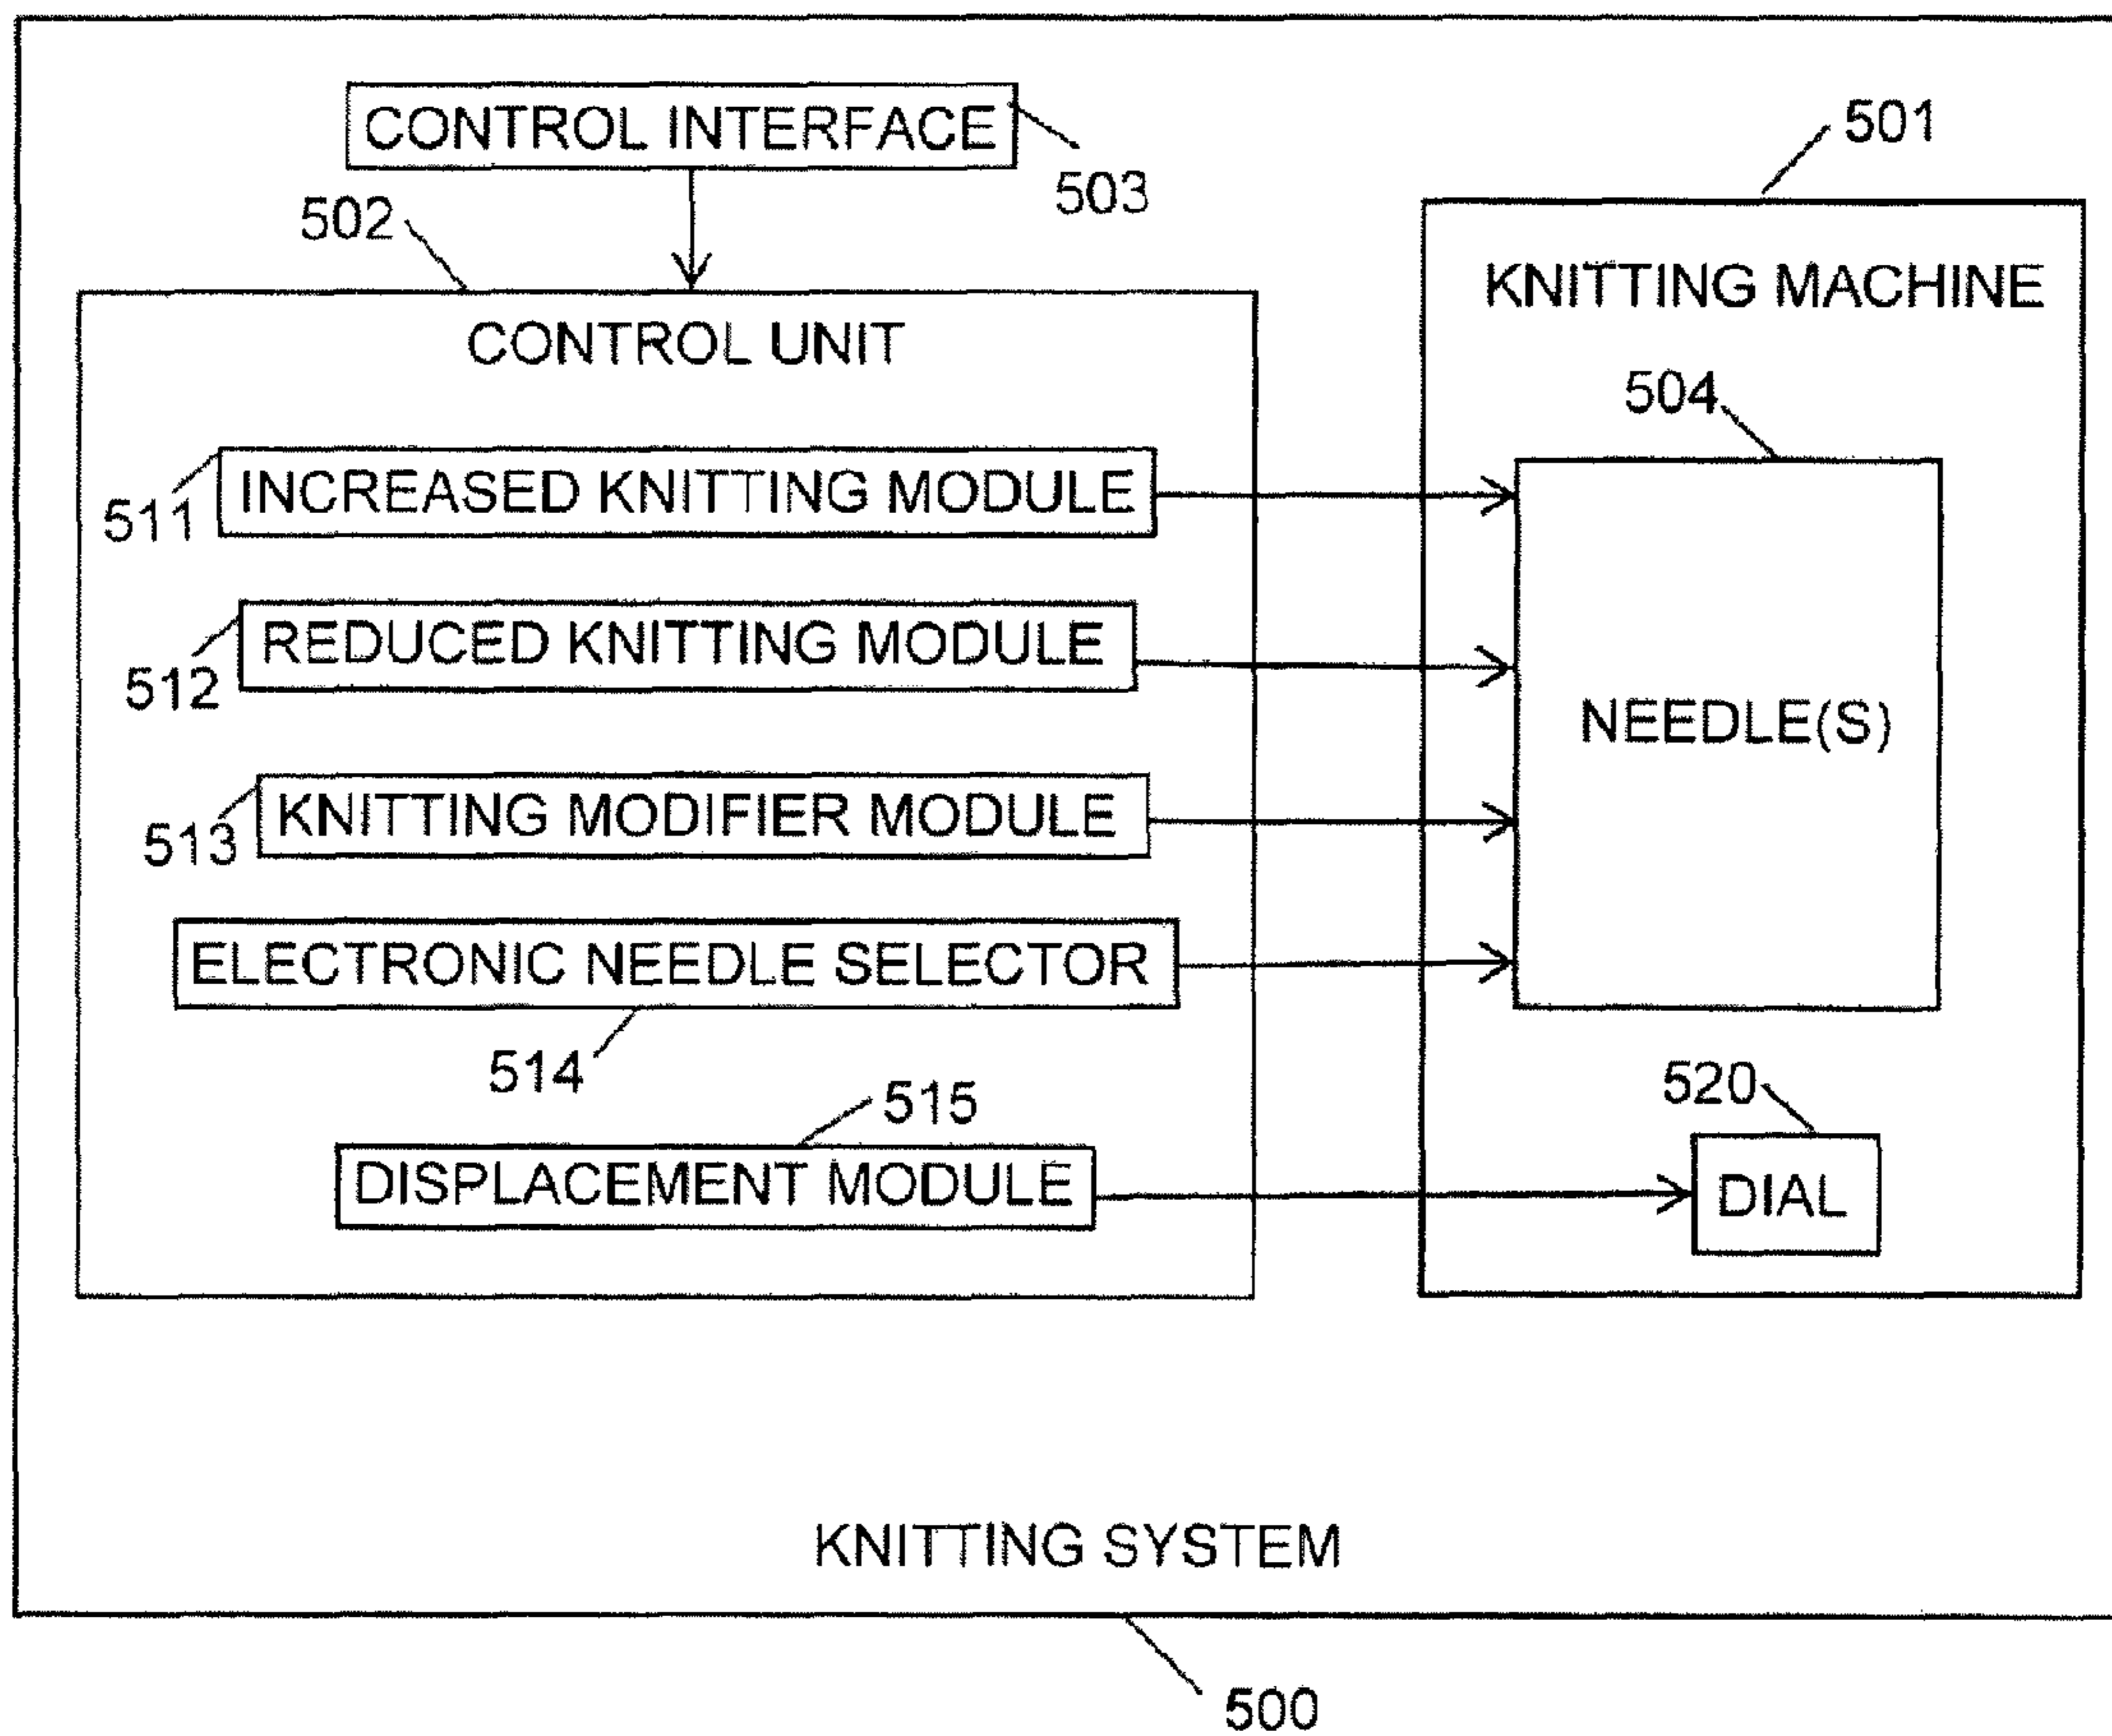 CONTROL INTERFACE
503
501
502
KNITTING MACHINE
CONTROL UNIT
504
INCREASED KNITTING MODULE
511
REDUCED KNITTING MODULE
512
NEEDLE(S)
KNITTING MODIFIER MODULE
513
ELECTRONIC NEEDLE SELECTOR
514
515
520
DISPLACEMENT MODULE
DIAL
KNITTING SYSTEM
500